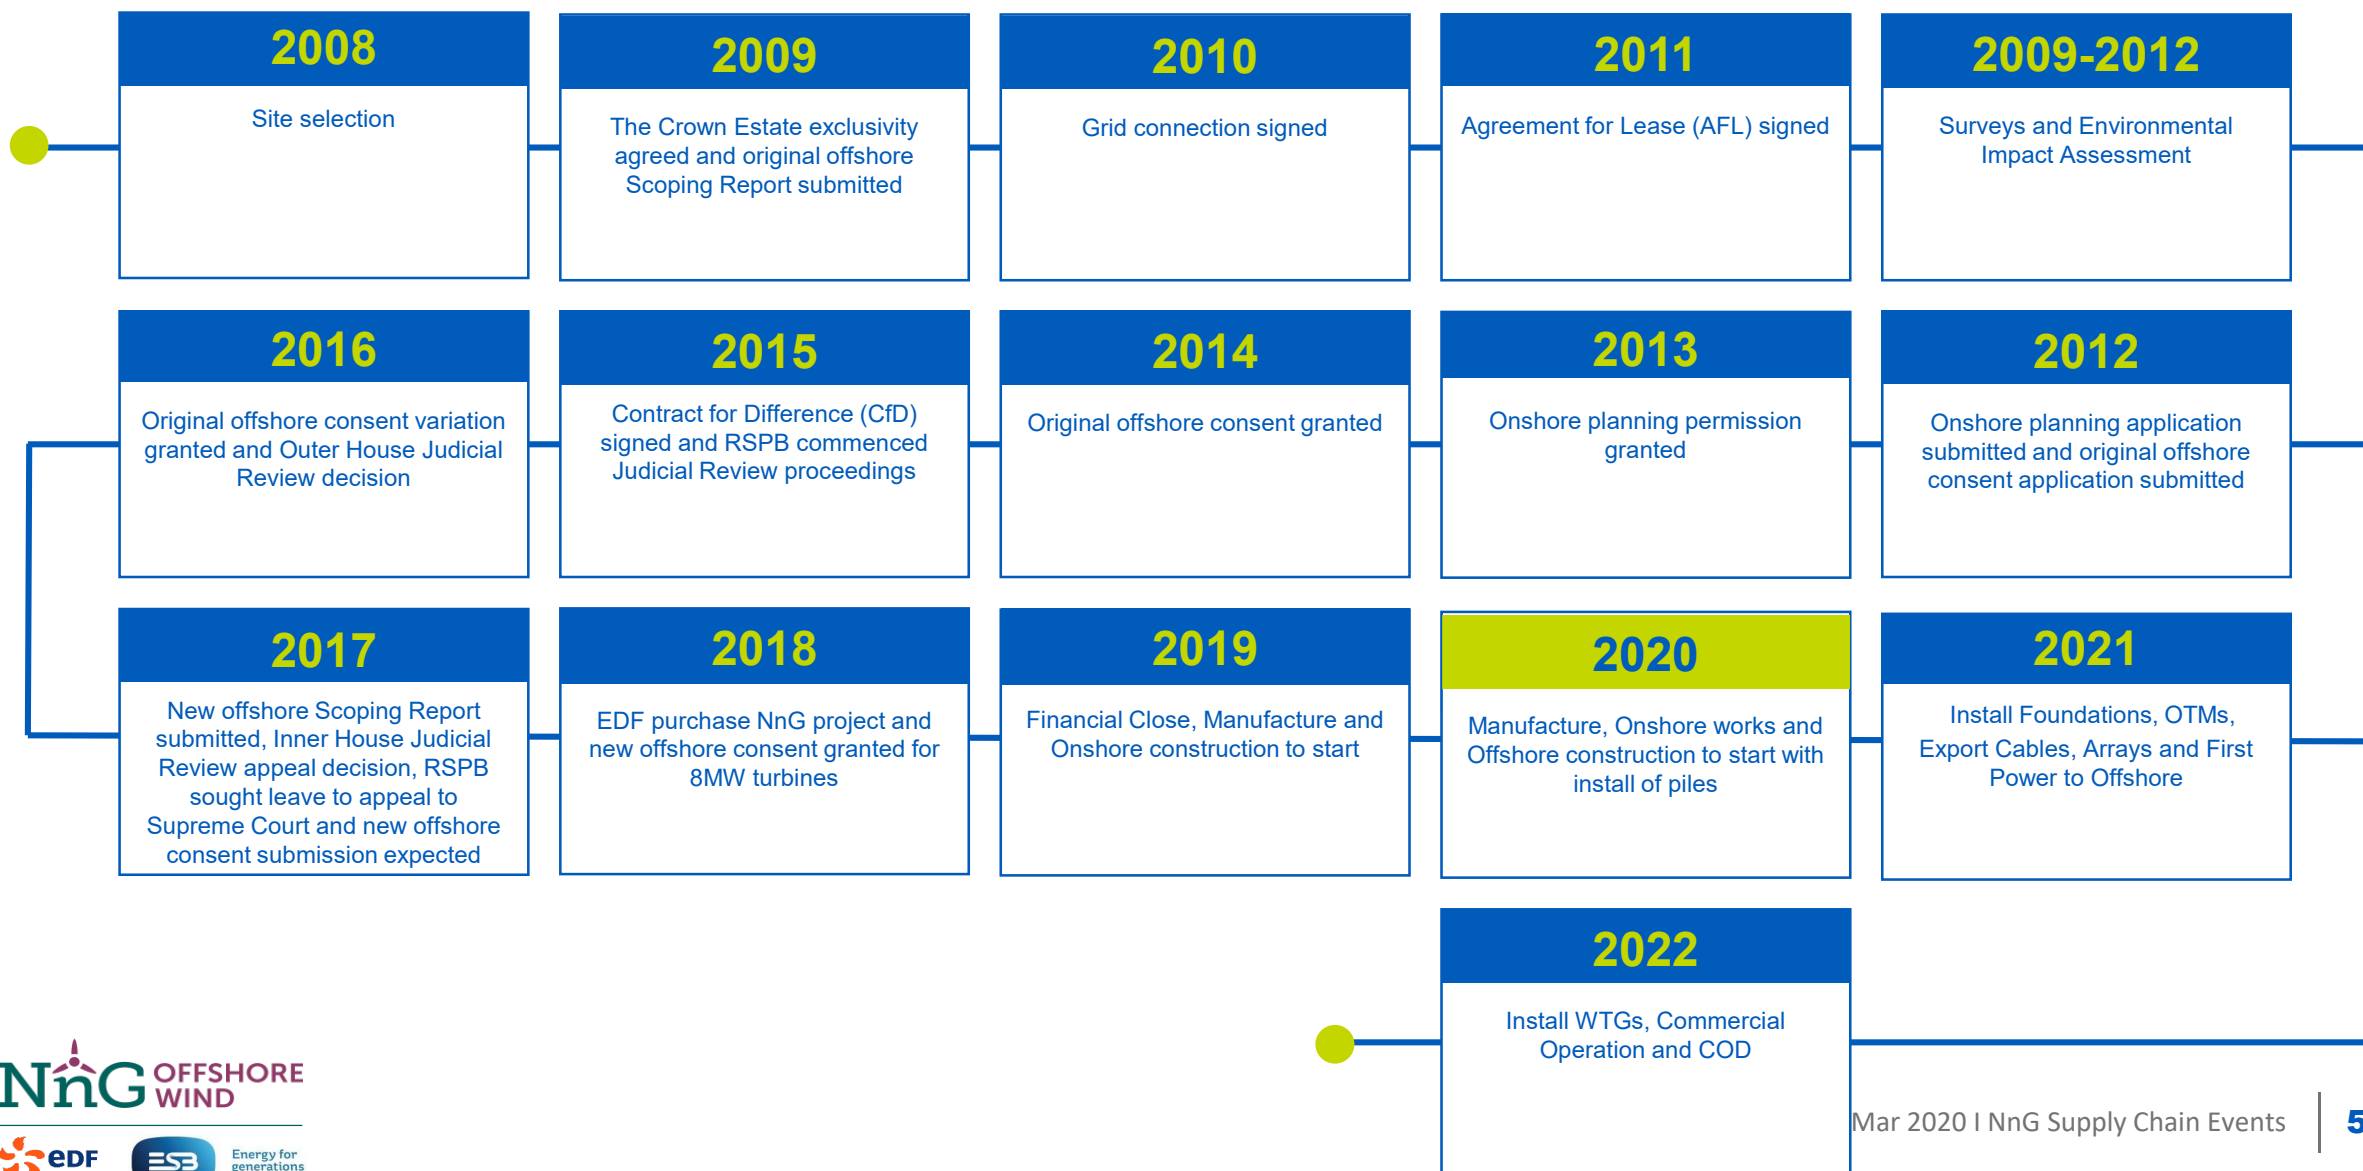 2008
Site selection
2009
The Crown Estate exclusivity
agreed and original offshore
Scoping Report submitted
2010
Grid connection signed
2011
Agreement for Lease (AFL) signed
2009-2012
Surveys and Environmental
Impact Assessment
2016
Original offshore consent variation
granted and Outer House Judicial
Review decision
2015
Contract for Difference (CfD)
signed and RSPB commenced
Judicial Review proceedings
2014
Original offshore consent granted
2013
Onshore planning permission
granted
2012
Onshore planning application
submitted and original offshore
consent application submitted
2017
New offshore Scoping Report
submitted, Inner House Judicial
Review appeal decision, RSPB
sought leave to appeal to
Supreme Court and new offshore
consent submission expected
2018
EDF purchase NnG project and
new offshore consent granted for
8MW turbines
2019
Financial Close, Manufacture and
Onshore construction to start
2020
Manufacture, Onshore works and
Offshore construction to start with
install of piles
2021
Install Foundations, OTMs,
Export Cables, Arrays and First
Power to Offshore
2022
Install WTGs, Commercial
Operation and COD
NnG OFFSHORE
WIND
eDF
ESB
Energy for
generations
Mar 2020 I NnG Supply Chain Events
5